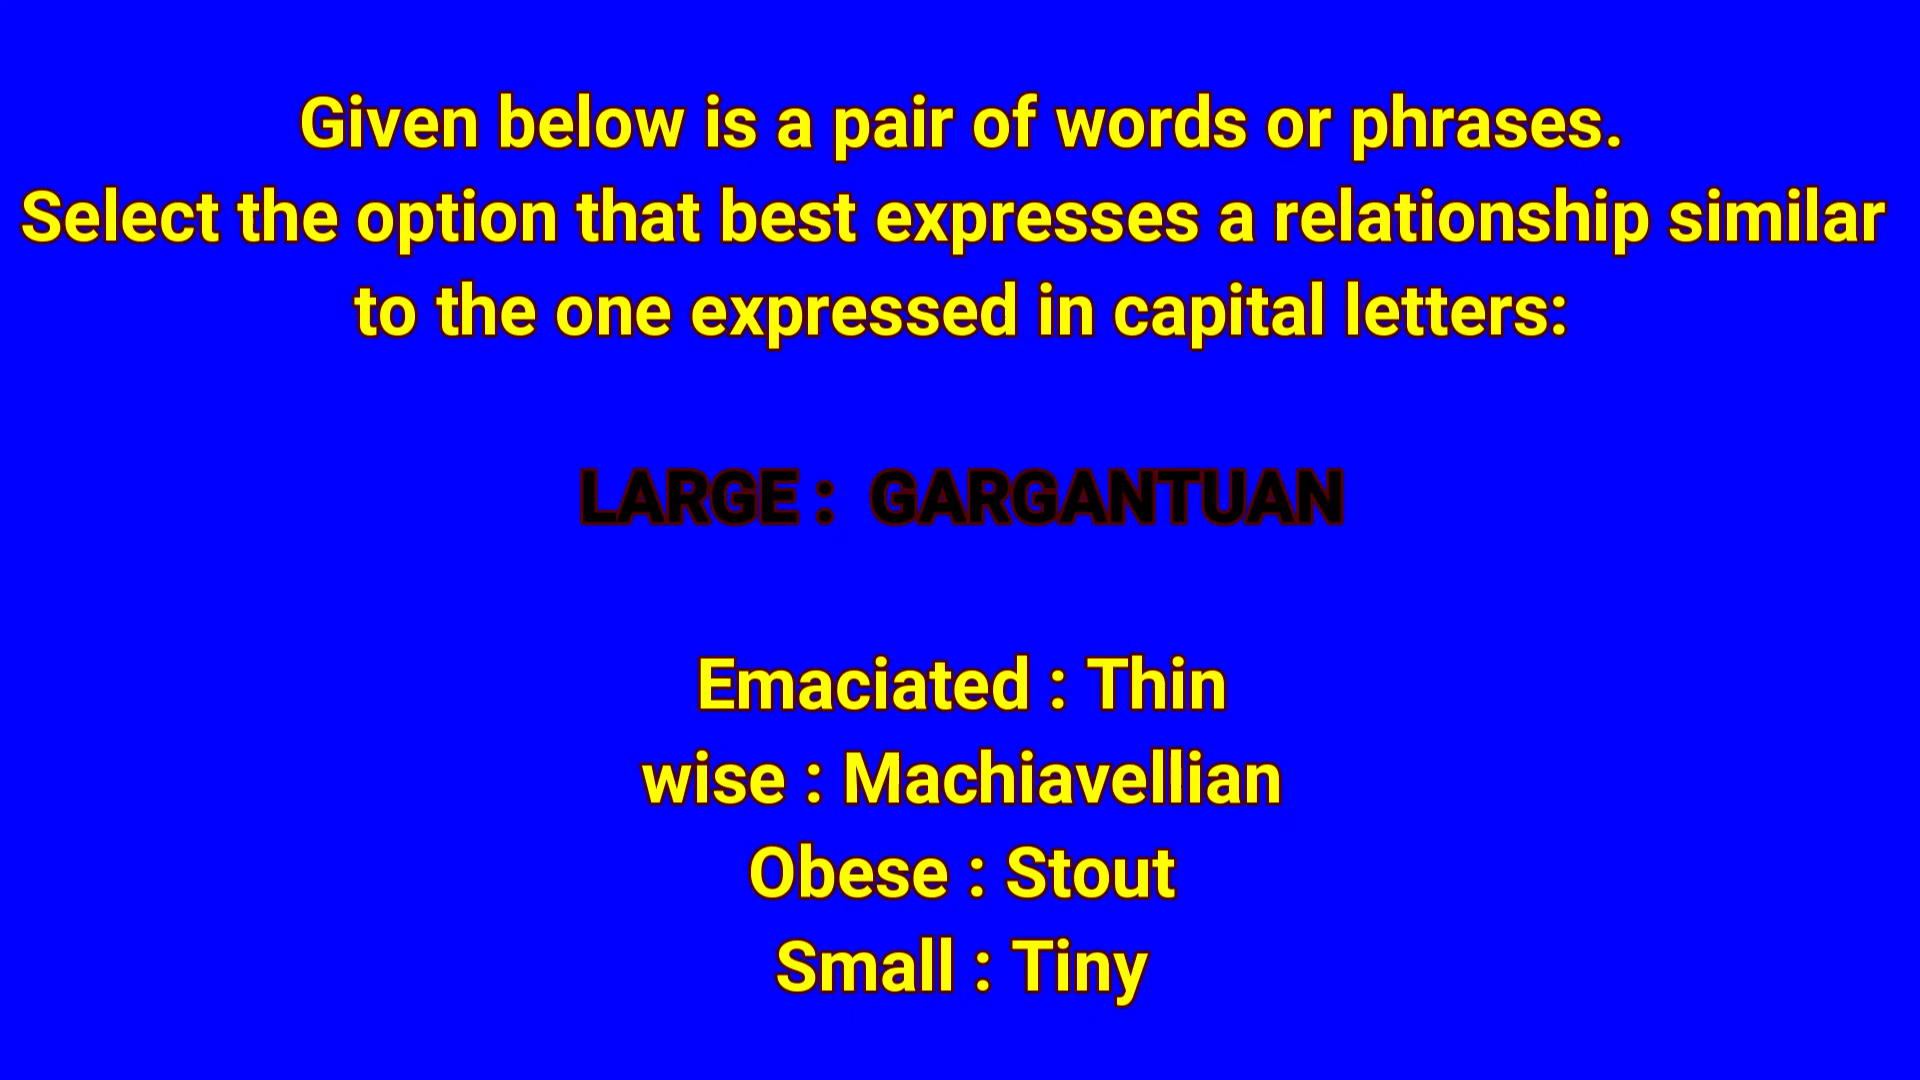 Given below is a pair of words or phrases.
Select the option that best expresses a relationship similar
to the one expressed in capital letters:
LARGE : GARGANTUAN
Emaciated : Thin
wise : Machiavellian
Obese : Stout
Small : Tiny